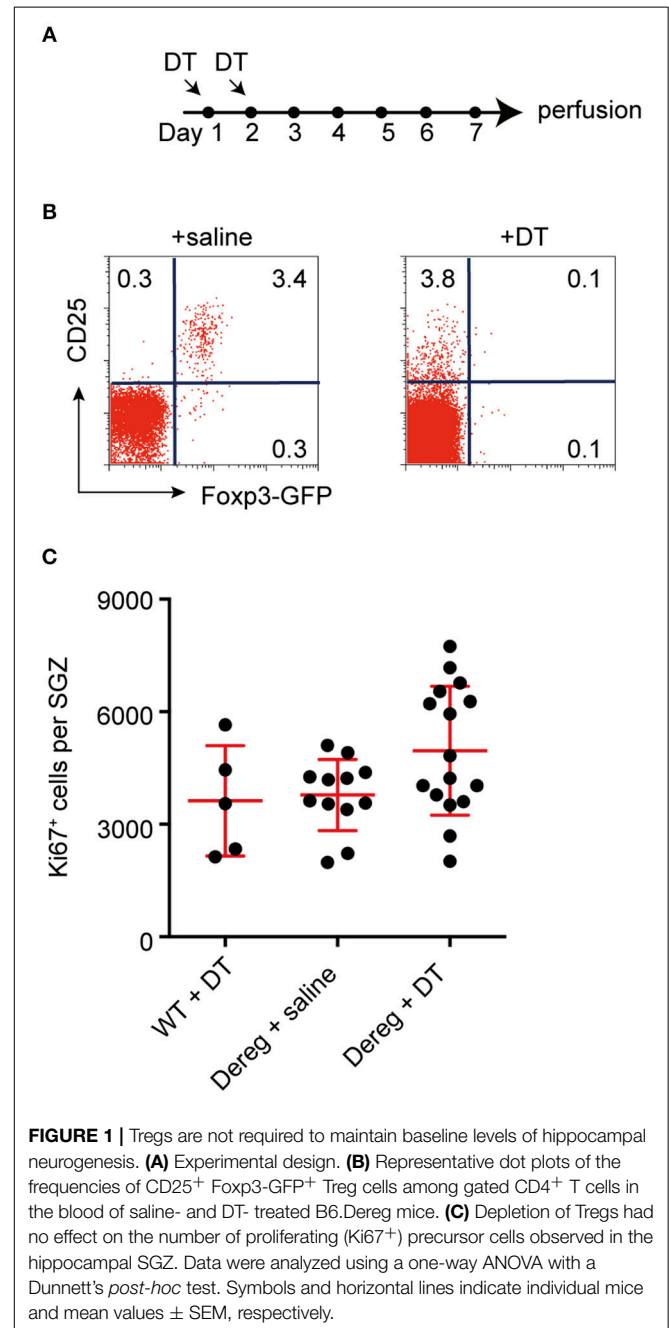 A
DT DT
perfusion
Day 1 2 3 4 5 6 7
B
+saline
+DT
0.3 3.4
3.8 0.1
CD25
0.3
0.1
Foxp3-GFP
C
9000
6000
3000
0
Ki67+ cells per SGZ
WT + DT
Dereg + saline
Dereg + DT
FIGURE 1 | Tregs are not required to maintain baseline levels of hippocampal
neurogenesis. (A) Experimental design. (B) Representative dot plots of the
frequencies of CD25+ Foxp3-GFP+ Treg cells among gated CD4+ T cells in
the blood of saline- and DT- treated B6.Dereg mice. (C) Depletion of Tregs had
no effect on the number of proliferating (Ki67+) precursor cells observed in the
hippocampal SGZ. Data were analyzed using a one-way ANOVA with a
Dunnett's post-hoc test. Symbols and horizontal lines indicate individual mice
and mean values ± SEM, respectively.